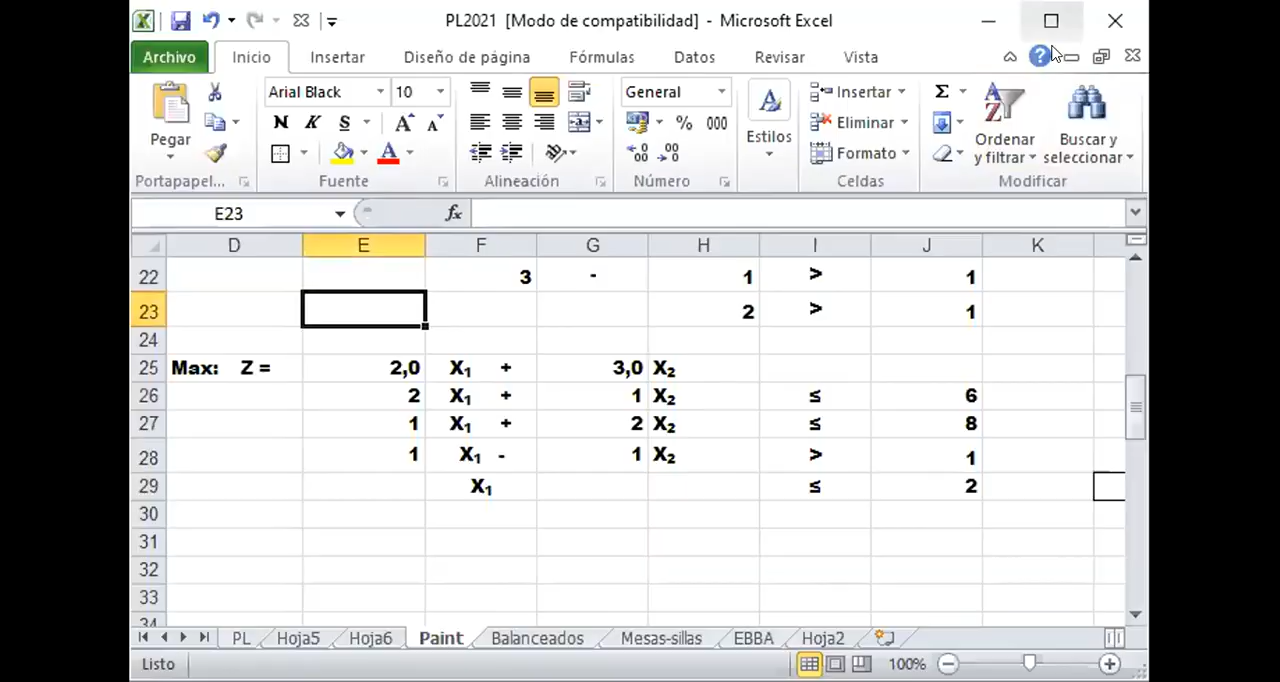 PL2021 [Modo de compatibilidad] - Microsoft Excel
Archivo Inicio Insertar Diseño de página Fórmulas Datos Revisar Vista
Pegar
Arial Black 10
N K S A A
A
General
% 000
Estilos
Insertar
Eliminar
Formato
Σ
Ordenar y filtrar
Buscar y seleccionar
Portapapel... Fuente Alineación Número Celdas Modificar
E23 fx
D E F G H I J K
22 3 - 1 > 1
23 2 > 1
24
25 Max: Z = 2,0 X₁ + 3,0 X₂
26 2 X₁ + 1 X₂ ≤ 6
27 1 X₁ + 2 X₂ ≤ 8
28 1 X₁ - 1 X₂ > 1
29 X₁ ≤ 2
30
31
32
33
34
PL Hoja5 Hoja6 Paint Balanceados Mesas-sillas EBBA Hoja2
Listo 100%